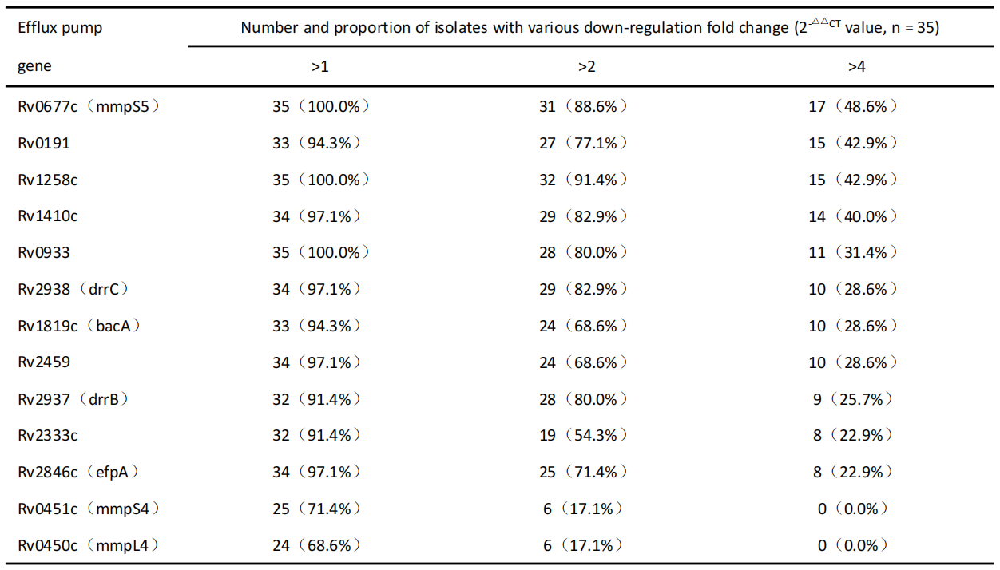 Efflux pump Number and proportion of isolates with various down-regulation fold change (2-△△CT value, n = 35)
gene >1 >2 >4
Rv0677c（mmpS5） 35（100.0%） 31（88.6%） 17（48.6%）
Rv0191 33（94.3%） 27（77.1%） 15（42.9%）
Rv1258c 35（100.0%） 32（91.4%） 15（42.9%）
Rv1410c 34（97.1%） 29（82.9%） 14（40.0%）
Rv0933 35（100.0%） 28（80.0%） 11（31.4%）
Rv2938（drrC） 34（97.1%） 29（82.9%） 10（28.6%）
Rv1819c（bacA） 33（94.3%） 24（68.6%） 10（28.6%）
Rv2459 34（97.1%） 24（68.6%） 10（28.6%）
Rv2937（drrB） 32（91.4%） 28（80.0%） 9（25.7%）
Rv2333c 32（91.4%） 19（54.3%） 8（22.9%）
Rv2846c（efpA） 34（97.1%） 25（71.4%） 8（22.9%）
Rv0451c（mmpS4） 25（71.4%） 6（17.1%） 0（0.0%）
Rv0450c（mmpL4） 24（68.6%） 6（17.1%） 0（0.0%）